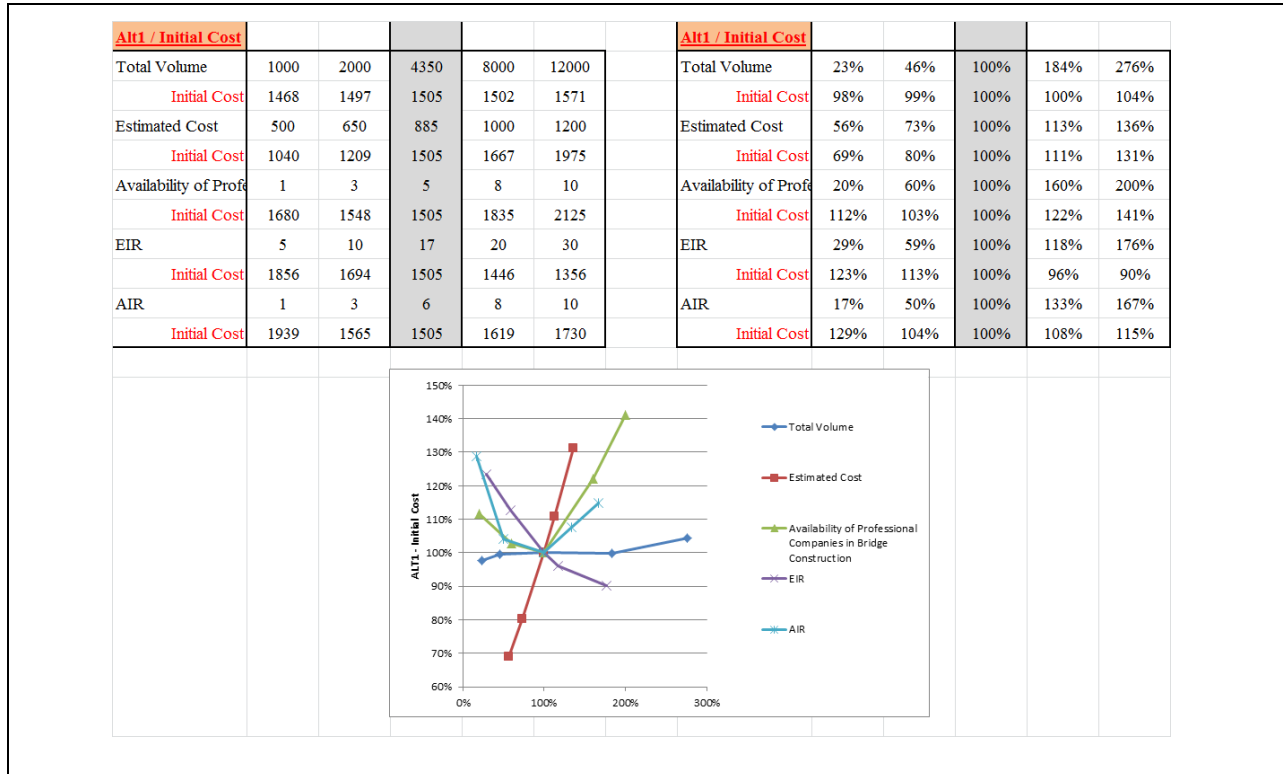 Alt1 / Initial Cost
Total Volume 1000 2000 4350 8000 12000
Initial Cost 1468 1497 1505 1502 1571
Estimated Cost 500 650 885 1000 1200
Initial Cost 1040 1209 1505 1667 1975
Availability of Profe 1 3 5 8 10
Initial Cost 1680 1548 1505 1835 2125
EIR 5 10 17 20 30
Initial Cost 1856 1694 1505 1446 1356
AIR 1 3 6 8 10
Initial Cost 1939 1565 1505 1619 1730
Alt1 / Initial Cost
Total Volume 23% 46% 100% 184% 276%
Initial Cost 98% 99% 100% 100% 104%
Estimated Cost 56% 73% 100% 113% 136%
Initial Cost 69% 80% 100% 111% 131%
Availability of Profe 20% 60% 100% 160% 200%
Initial Cost 112% 103% 100% 122% 141%
EIR 29% 59% 100% 118% 176%
Initial Cost 123% 113% 100% 96% 90%
AIR 17% 50% 100% 133% 167%
Initial Cost 129% 104% 100% 108% 115%
ALT1 - Initial Cost
150%
140%
130%
120%
110%
100%
90%
80%
70%
60%
0% 100% 200% 300%
Total Volume
Estimated Cost
Availability of Professional
Companies in Bridge
Construction
EIR
AIR